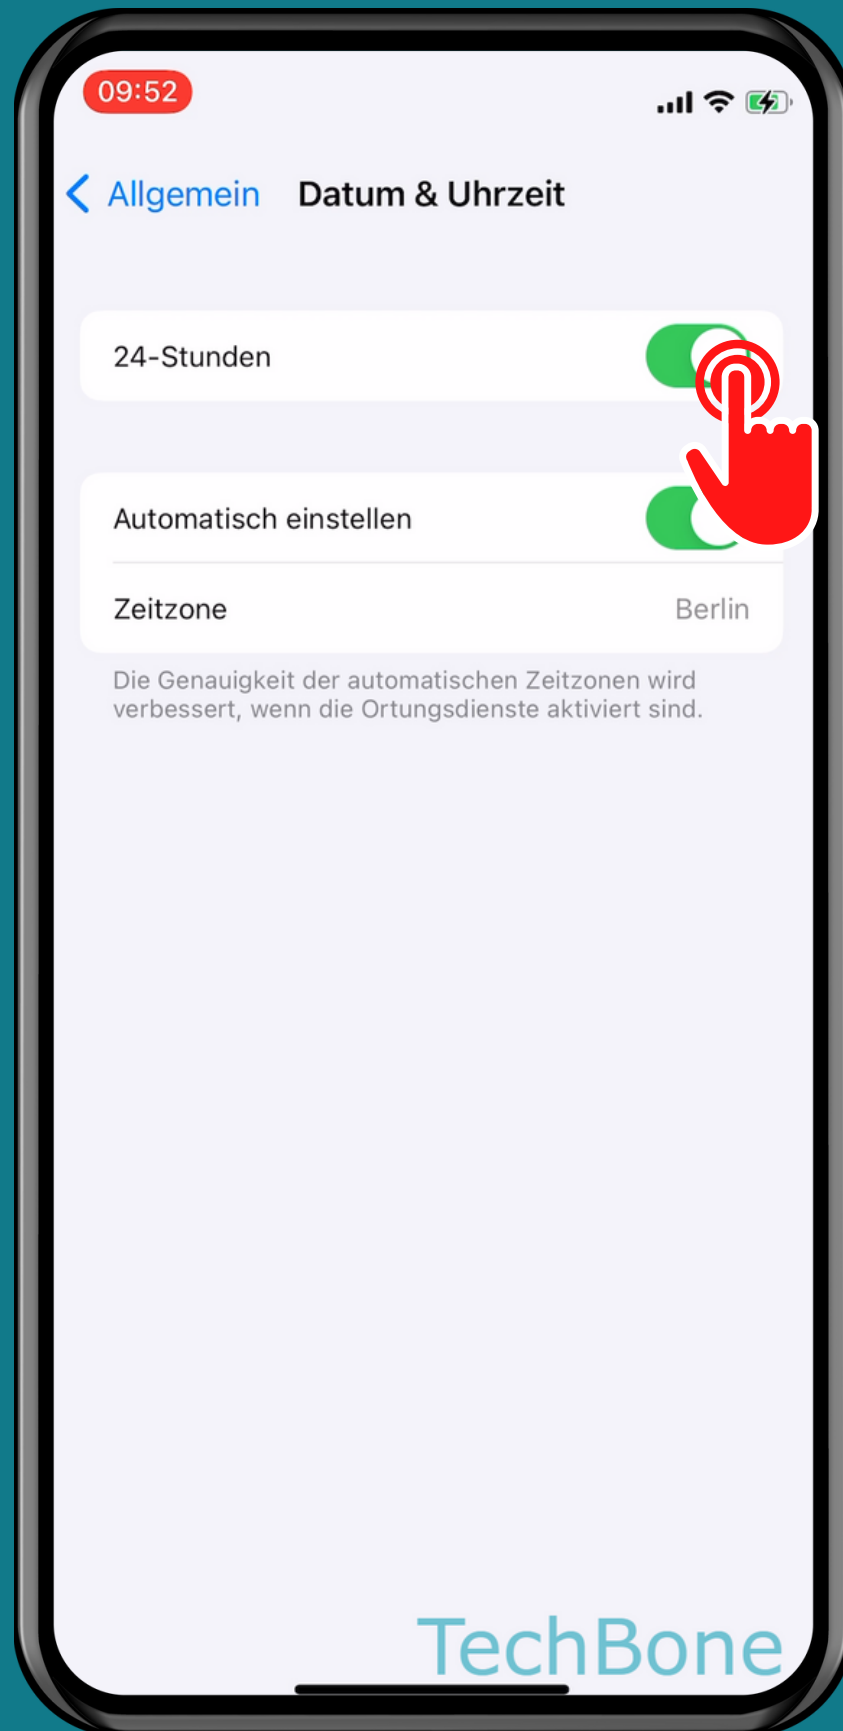 09:52
Allgemein Datum & Uhrzeit
24-Stunden
Automatisch einstellen
Zeitzone Berlin
Die Genauigkeit der automatischen Zeitzonen wird
verbessert, wenn die Ortungsdienste aktiviert sind.
TechBone